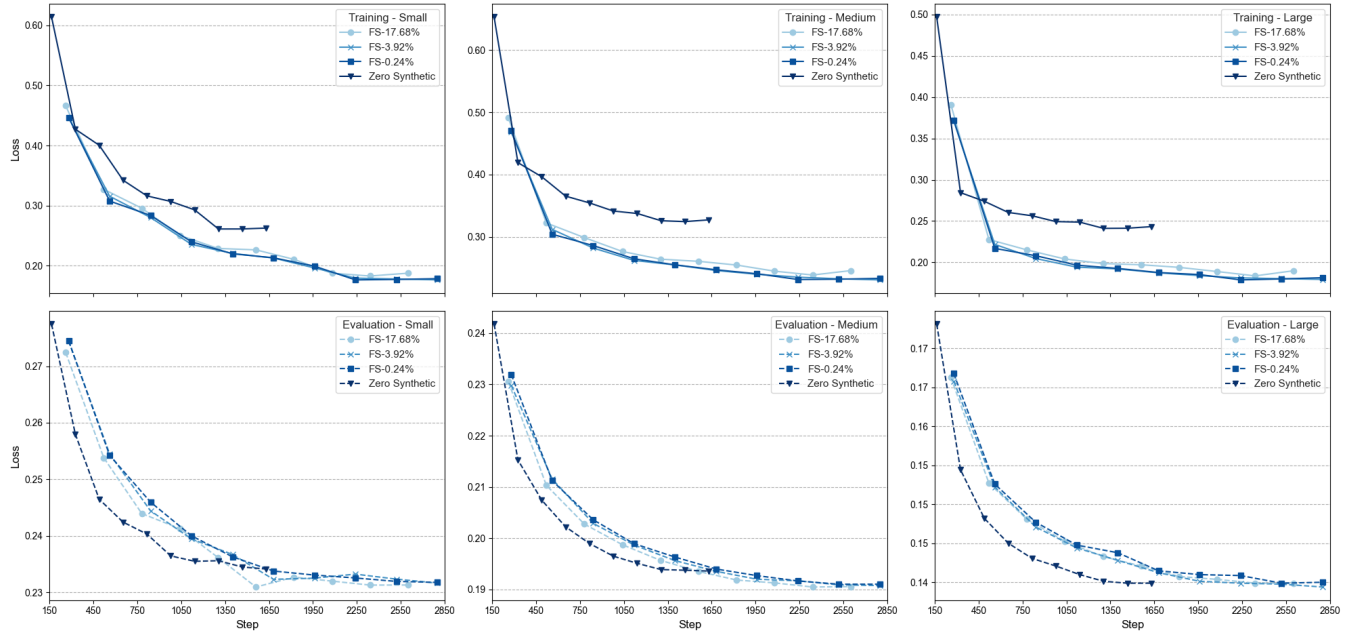 Training - Small
FS-17.68%
FS-3.92%
FS-0.24%
Zero Synthetic
0.60
0.50
0.40
0.30
0.20
Loss
Training - Medium
FS-17.68%
FS-3.92%
FS-0.24%
Zero Synthetic
0.60
0.50
0.40
0.30
Training - Large
FS-17.68%
FS-3.92%
FS-0.24%
Zero Synthetic
0.50
0.45
0.40
0.35
0.30
0.25
0.20
Evaluation - Small
FS-17.68%
FS-3.92%
FS-0.24%
Zero Synthetic
0.27
0.26
0.25
0.24
0.23
Loss
150 450 750 1050 1350 1650 1950 2250 2550 2850
Step
Evaluation - Medium
FS-17.68%
FS-3.92%
FS-0.24%
Zero Synthetic
0.24
0.23
0.22
0.21
0.20
0.19
150 450 750 1050 1350 1650 1950 2250 2550 2850
Step
Evaluation - Large
FS-17.68%
FS-3.92%
FS-0.24%
Zero Synthetic
0.17
0.17
0.16
0.15
0.15
0.15
0.14
150 450 750 1050 1350 1650 1950 2250 2550 2850
Step